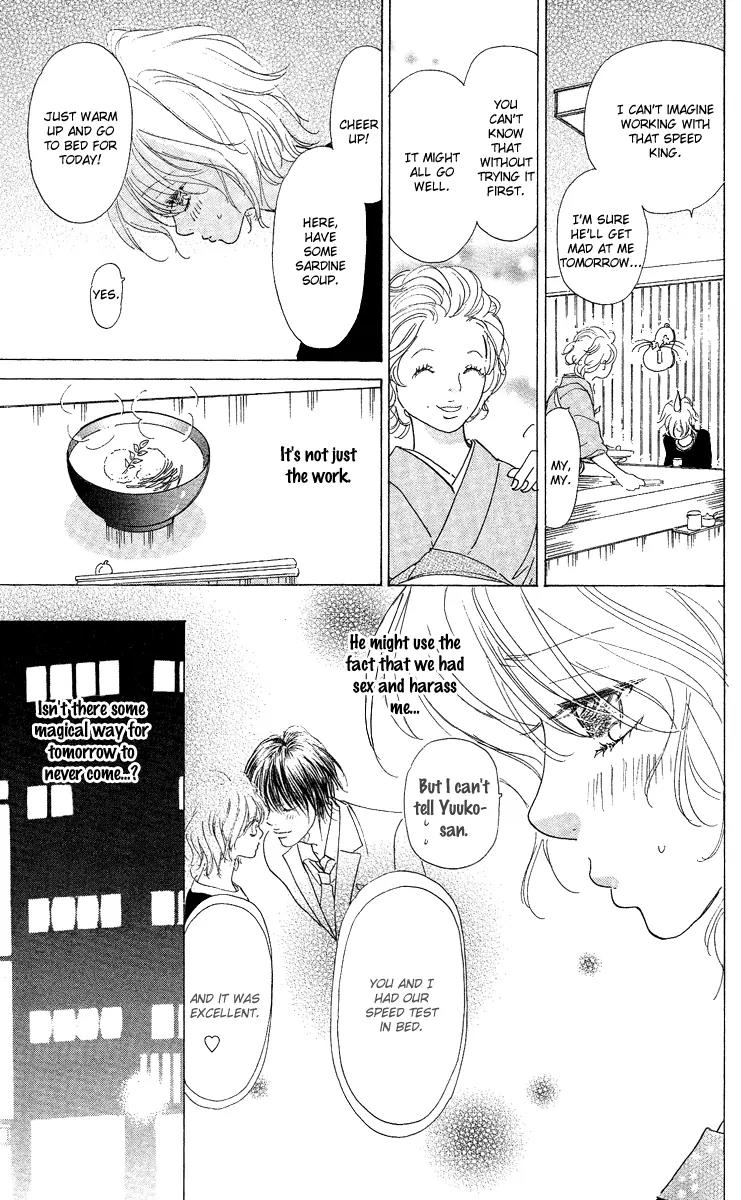 I CAN'T IMAGINE
WORKING WITH
THAT SPEED
KING.
I'M SURE
HE'LL GET
MAD AT ME
TOMORROW...
MY,
MY.
YOU
CAN'T
KNOW
THAT
WITHOUT
TRYING IT
FIRST.
IT MIGHT
ALL GO
WELL.
CHEER
UP!
JUST WARM
UP AND GO
TO BED FOR
TODAY!
HERE,
HAVE
SOME
SARDINE
SOUP.
YES.
It's not just
the work.
He might use the
fact that we had
sex and harass
me...
But I can't
tell Yuuko-
san.
YOU AND I
HAD OUR
SPEED TEST
IN BED.
AND IT WAS
EXCELLENT.
♡
Isn't there some
magical way for
tomorrow to
never come...?